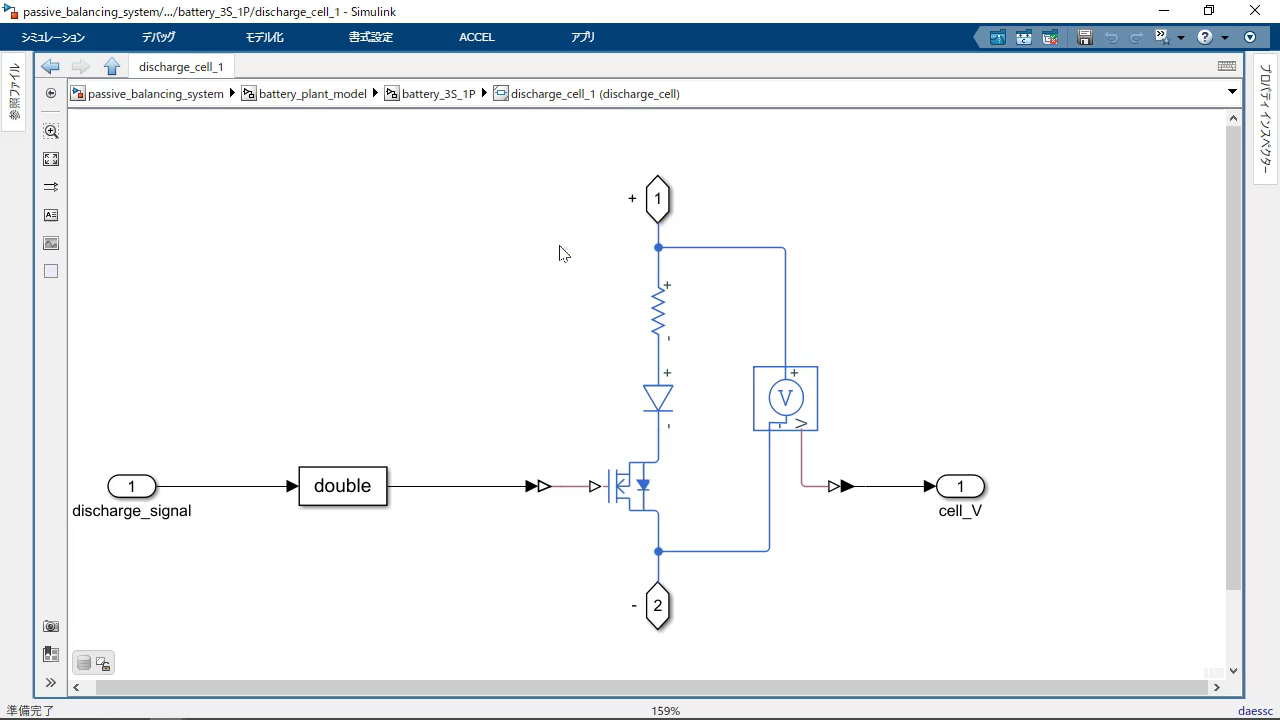 passive_balancing_system/.../battery_3S_1P/discharge_cell_1 - Simulink
シミュレーション デバッグ モデル化 書式設定 ACCEL アプリ
参照ファイル
discharge_cell_1
passive_balancing_system battery_plant_model battery_3S_1P discharge_cell_1 (discharge_cell)
プロパティ インスペクター
+ 1
+
-
+
-
+
V
-
V
1 double 1
discharge_signal cell_V
- 2
準備完了 159% daessc